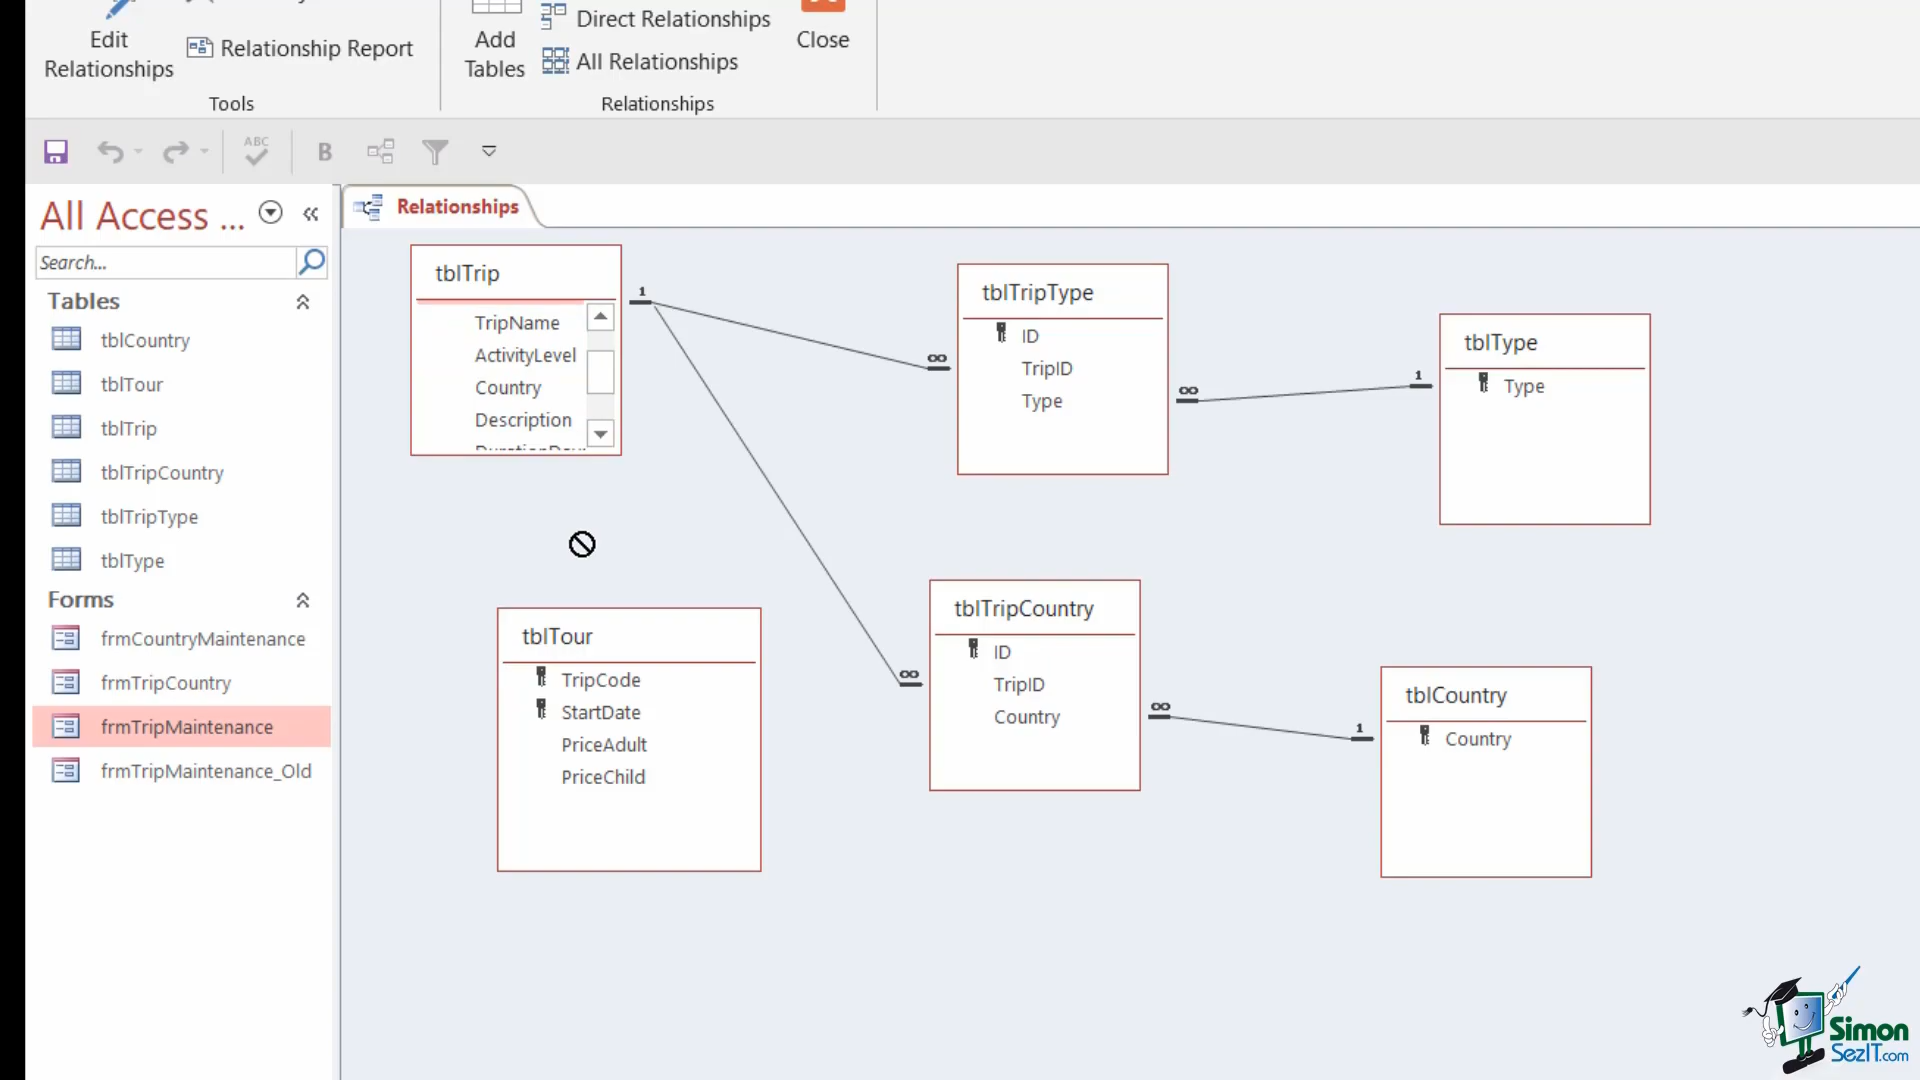 Edit
Relationships
Relationship Report
Tools
Add
Tables
Direct Relationships
All Relationships
Relationships
Close
ABC
B
All Access ...
Search...
Tables
tblCountry
tblTour
tblTrip
tblTripCountry
tblTripType
tblType
Forms
frmCountryMaintenance
frmTripCountry
frmTripMaintenance
frmTripMaintenance_Old
Relationships
tblTrip
TripName
ActivityLevel
Country
Description
1
∞
tblTripType
ID
TripID
Type
∞
1
tblType
Type
tblTour
TripCode
StartDate
PriceAdult
PriceChild
∞
tblTripCountry
ID
TripID
Country
∞
1
tblCountry
Country
Simon
SezIT.com